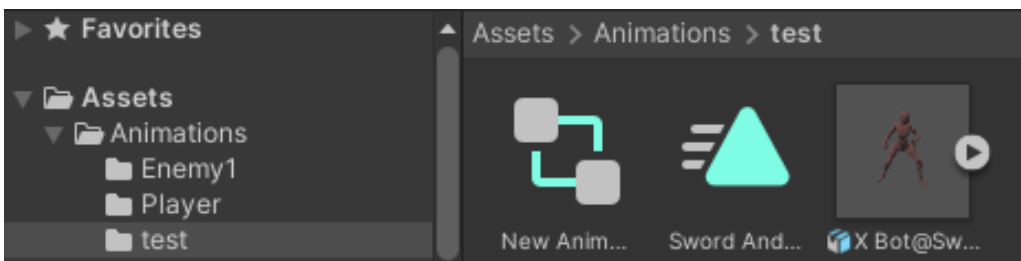 Favorites
Assets
Animations
Enemy1
Player
test
Assets > Animations > test
New Anim...
Sword And...
X Bot@Sw...